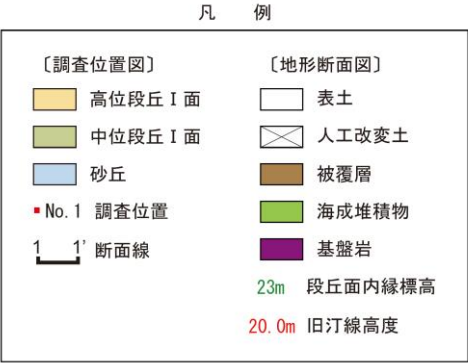 凡 例
〔調査位置図〕
高位段丘Ⅰ面
中位段丘Ⅰ面
砂丘
No.1 調査位置
1 1' 断面線
〔地形断面図〕
表土
人工改変土
被覆層
海成堆積物
基盤岩
23m 段丘面内縁標高
20.0m 旧汀線高度